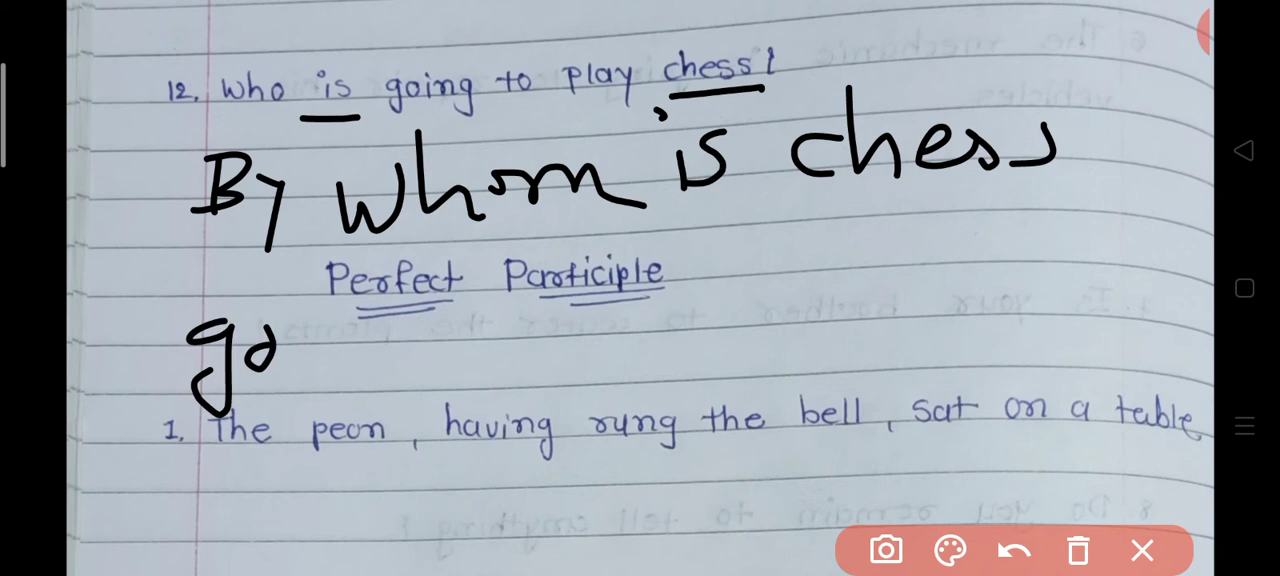 12. Who is going to play chess?
By whom is chess
Perfect Participle
go
1. The peon, having rung the bell, sat on a table